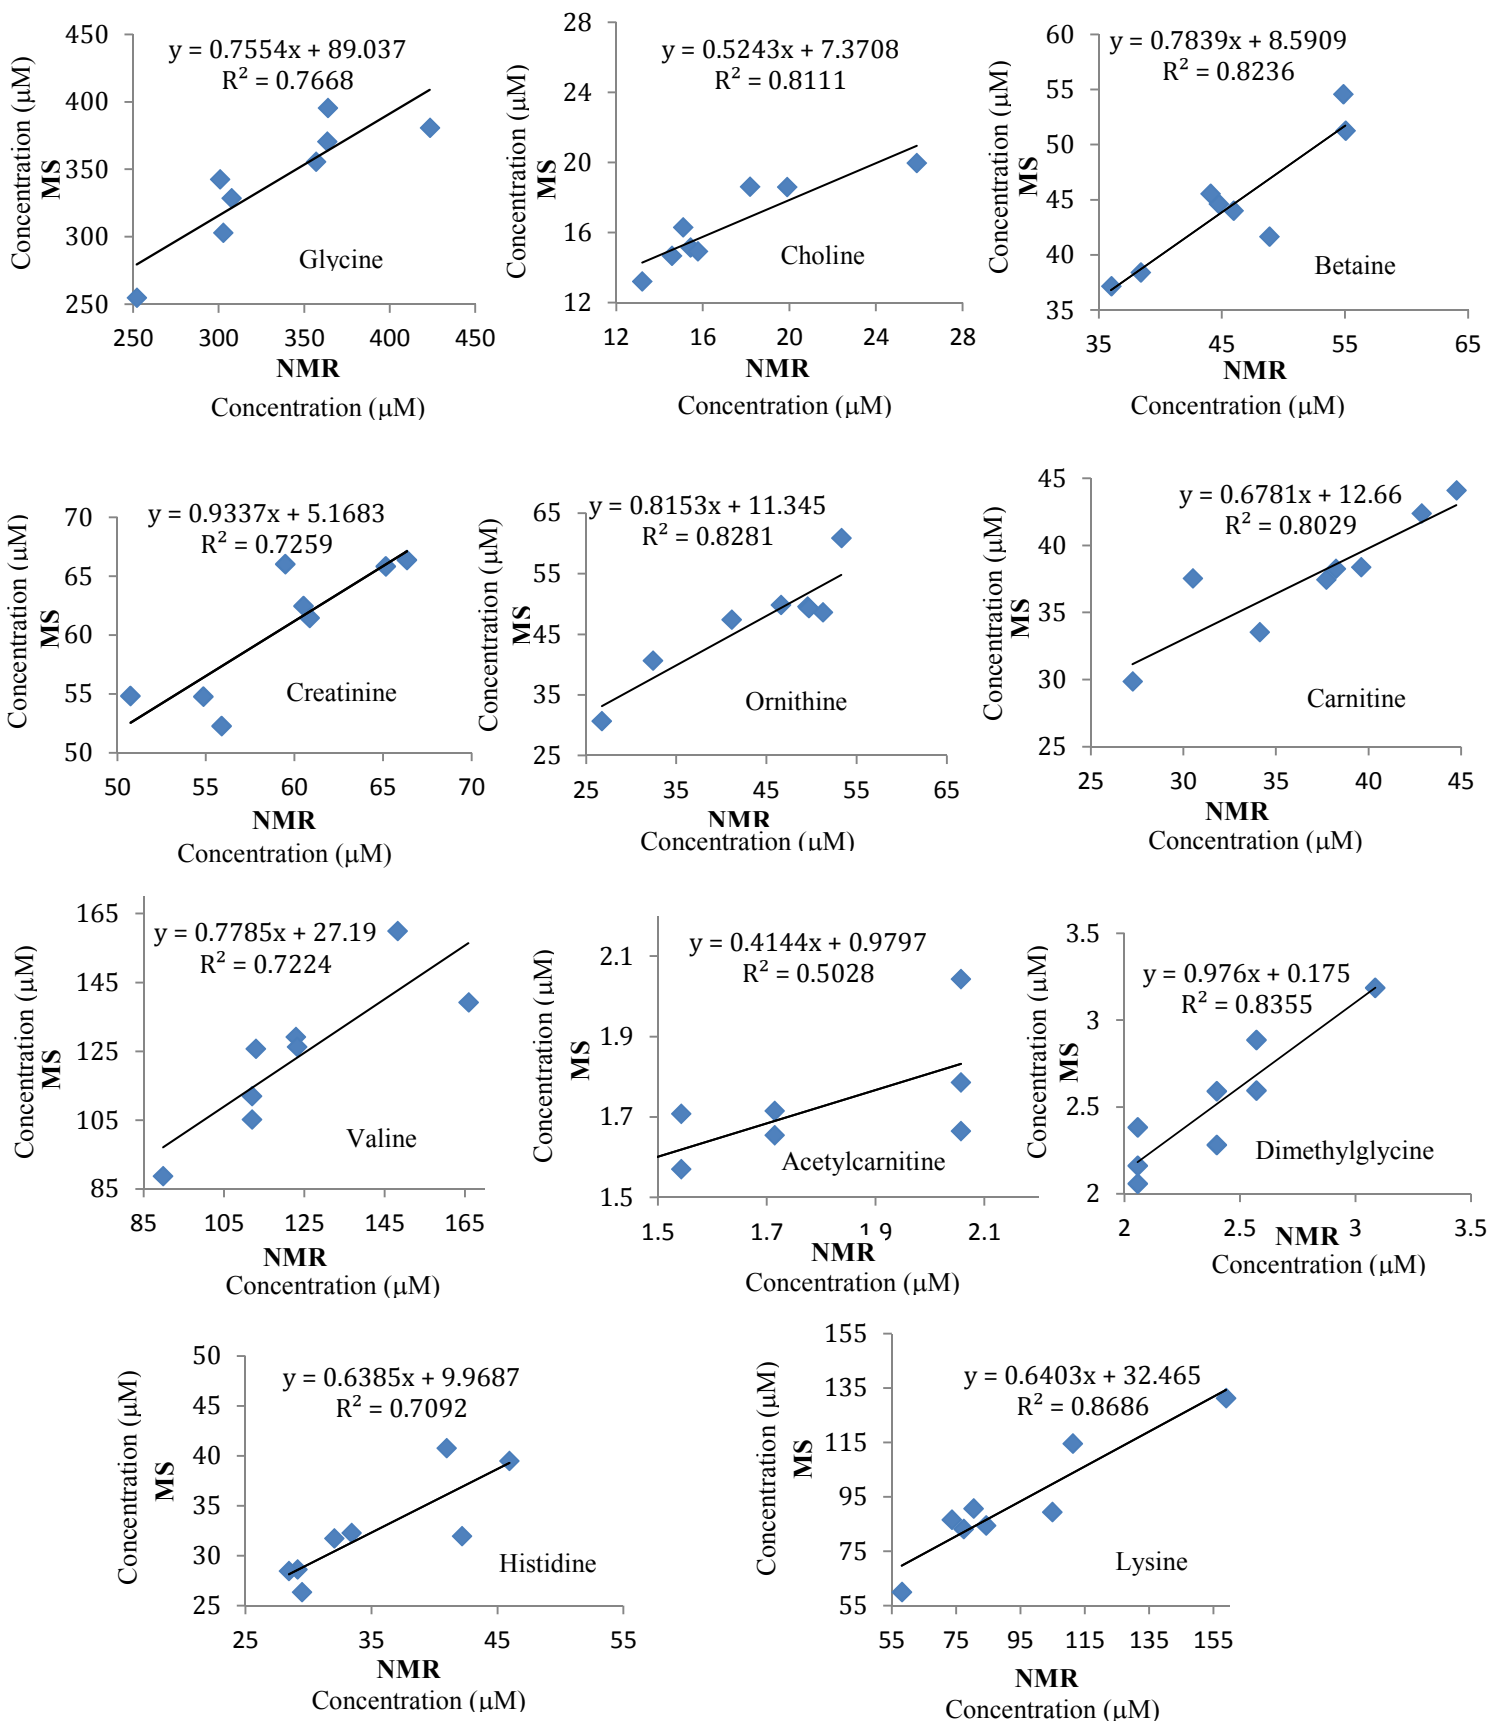 y = 0.7554x + 89.037
R² = 0.7668
Concentration (µM)
MS
450
400
350
300
250
Glycine
250 300 350 400 450
NMR
Concentration (µM)
y = 0.5243x + 7.3708
R² = 0.8111
Concentration (µM)
MS
28
24
20
16
12
Choline
12 16 20 24 28
NMR
Concentration (µM)
y = 0.7839x + 8.5909
R² = 0.8236
Concentration (µM)
MS
60
55
50
45
40
35
Betaine
35 45 55 65
NMR
Concentration (µM)
y = 0.9337x + 5.1683
R² = 0.7259
Concentration (µM)
MS
70
65
60
55
50
Creatinine
50 55 60 65 70
NMR
Concentration (µM)
y = 0.8153x + 11.345
R² = 0.8281
Concentration (µM)
MS
65
55
45
35
25
Ornithine
25 35 45 55 65
NMR
Concentration (µM)
y = 0.6781x + 12.66
R² = 0.8029
Concentration (µM)
MS
45
40
35
30
25
Carnitine
25 30 35 40 45
NMR
Concentration (µM)
y = 0.7785x + 27.19
R² = 0.7224
Concentration (µM)
MS
165
145
125
105
85
Valine
85 105 125 145 165
NMR
Concentration (µM)
y = 0.4144x + 0.9797
R² = 0.5028
Concentration (µM)
MS
2.1
1.9
1.7
1.5
Acetylcarnitine
1.5 1.7 1.9 2.1
NMR
Concentration (µM)
y = 0.976x + 0.175
R² = 0.8355
Concentration (µM)
MS
3.5
3
2.5
2
Dimethylglycine
2 2.5 3 3.5
NMR
Concentration (µM)
y = 0.6385x + 9.9687
R² = 0.7092
Concentration (µM)
MS
50
45
40
35
30
25
Histidine
25 35 45 55
NMR
Concentration (µM)
y = 0.6403x + 32.465
R² = 0.8686
Concentration (µM)
MS
155
135
115
95
75
55
Lysine
55 75 95 115 135 155
NMR
Concentration (µM)